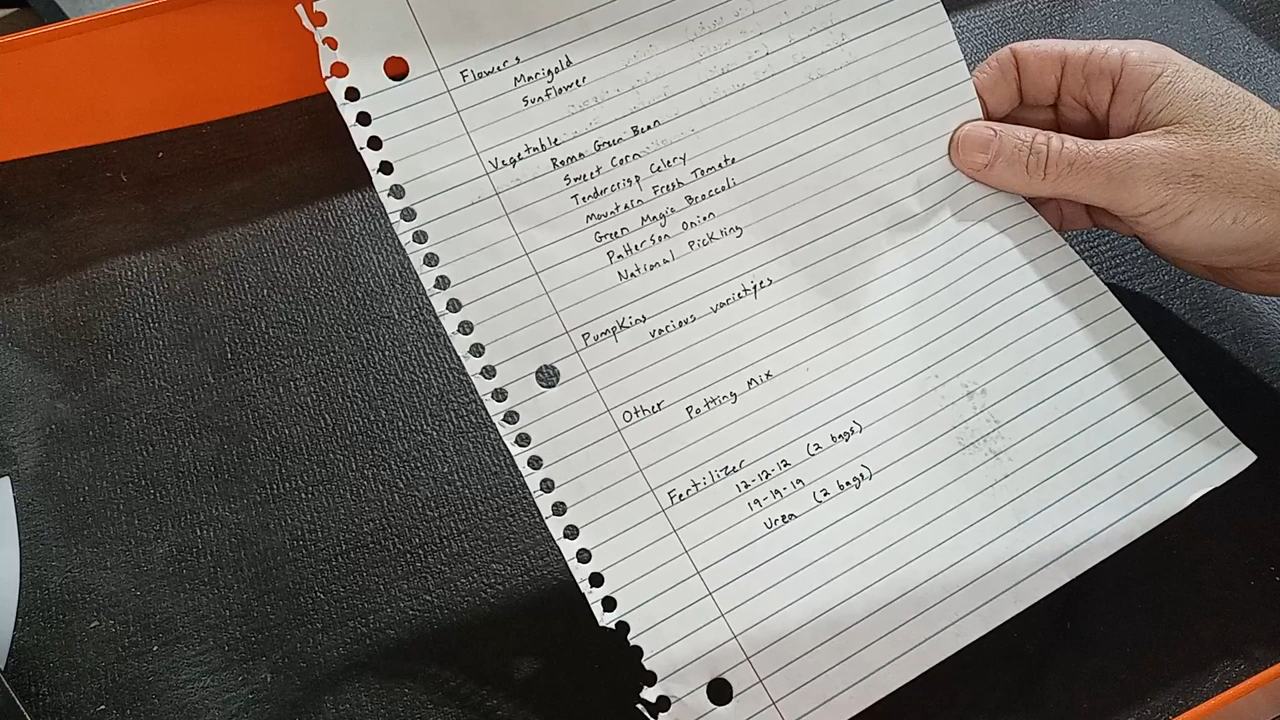 Flowers
Marigold
Sunflower
Vegetable
Roma Green Bean
Sweet Corn
Tendercrisp Celery
Mountain Fresh Tomato
Green Magic Broccoli
Patterson Onion
National Pickling
Pumpkins
various varieties
Other
Potting Mix
Fertilizer
12-12-12 (2 bags)
19-19-19
Urea (2 bags)